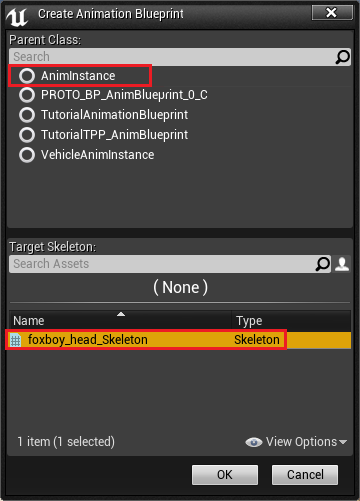 Create Animation Blueprint
Parent Class:
Search
AnimInstance
PROTO_BP_AnimBlueprint_0_C
TutorialAnimationBlueprint
TutorialTPP_AnimBlueprint
VehicleAnimInstance
Target Skeleton:
Search Assets
( None )
Name Type
foxboy_head_Skeleton Skeleton
1 item (1 selected) View Options
OK Cancel